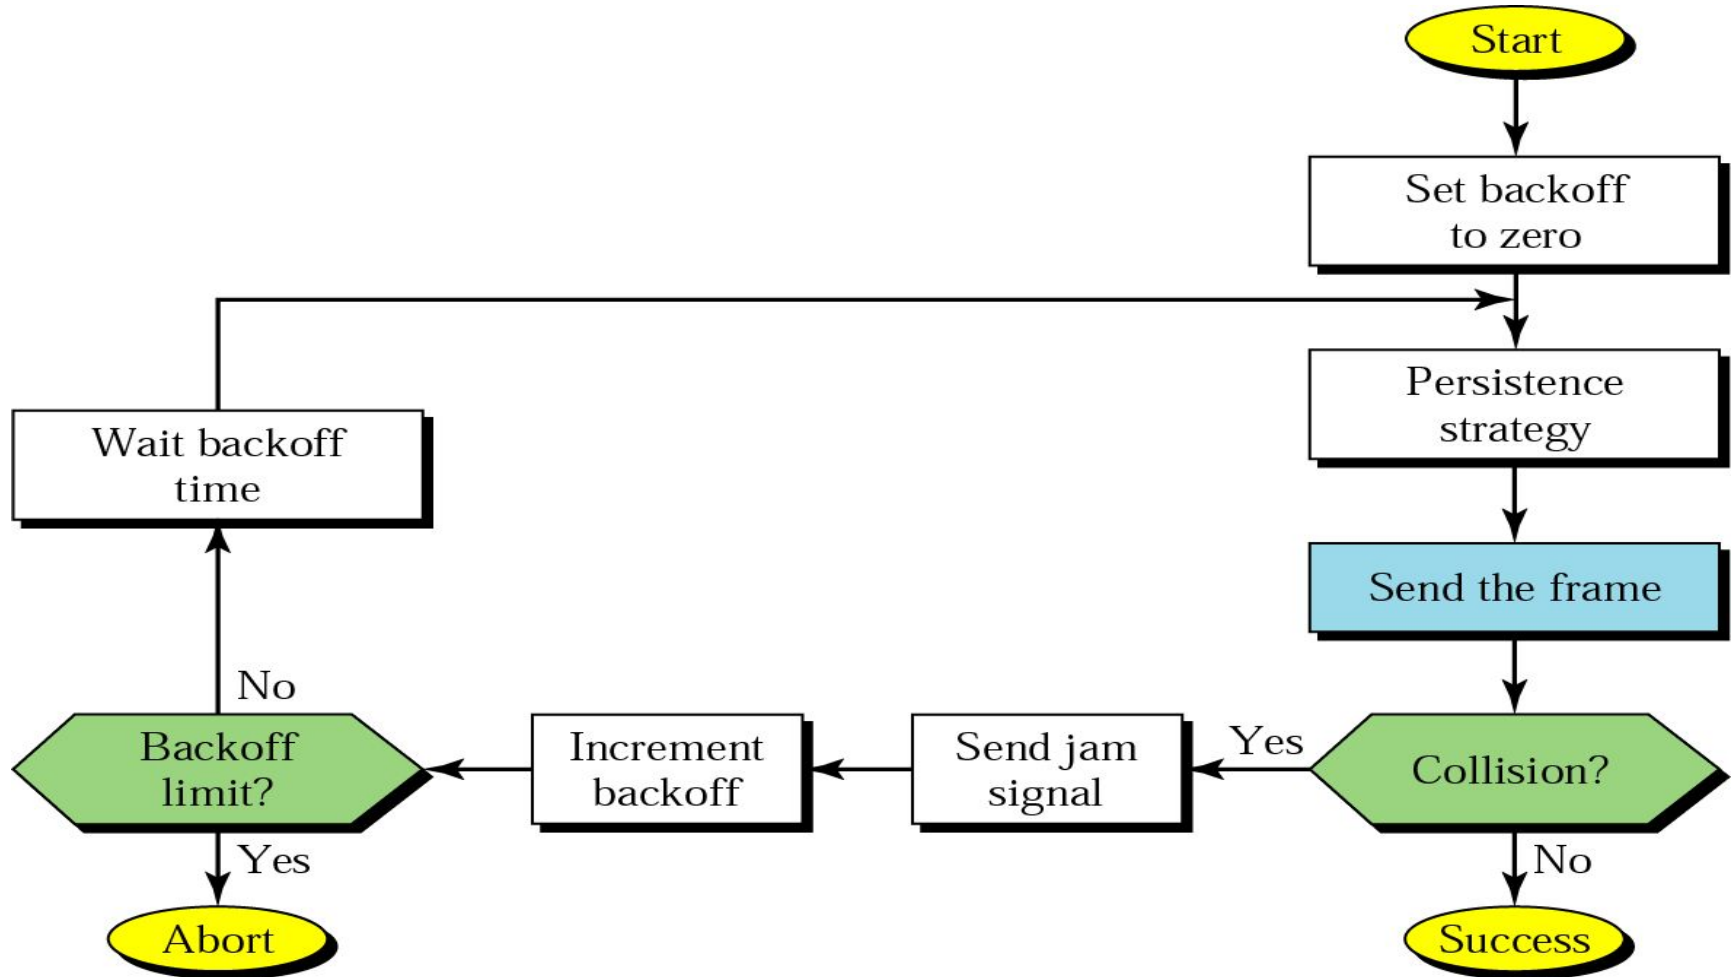 Start
Set backoff
to zero
Persistence
strategy
Wait backoff
time
Send the frame
No
Backoff
limit?
Increment
backoff
Send jam
signal
Yes
Collision?
Yes
No
Abort
Success